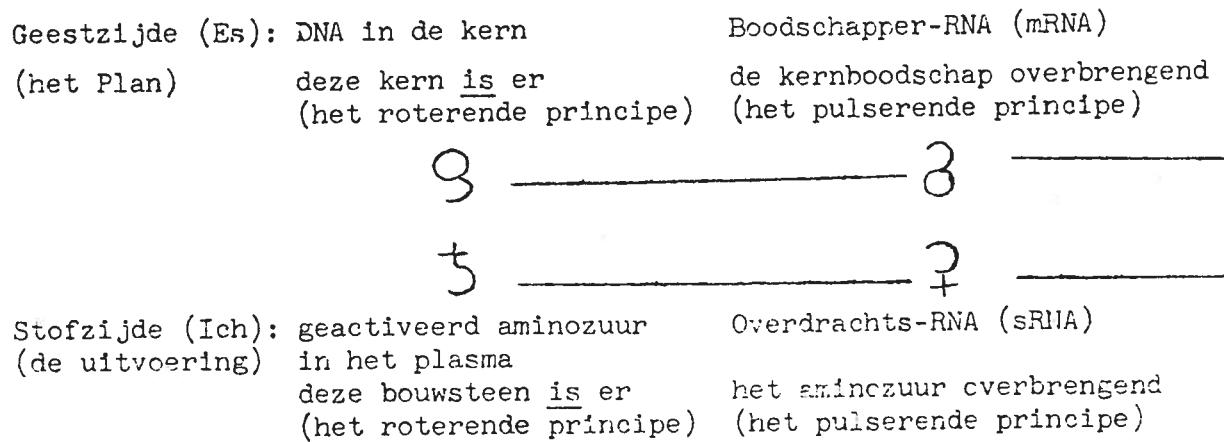 Geestzijde (Es): DNA in de kern Boodschapper-RNA (mRNA)
(het Plan) deze kern is er de kernboodschap overbrengend
(het roterende principe) (het pulserende principe)
Stofzijde (Ich): geactiveerd aminozuur Overdrachts-RNA (sRNA)
(de uitvoering) in het plasma
deze bouwsteen is er het aminozuur overbrengend
(het roterende principe) (het pulserende principe)